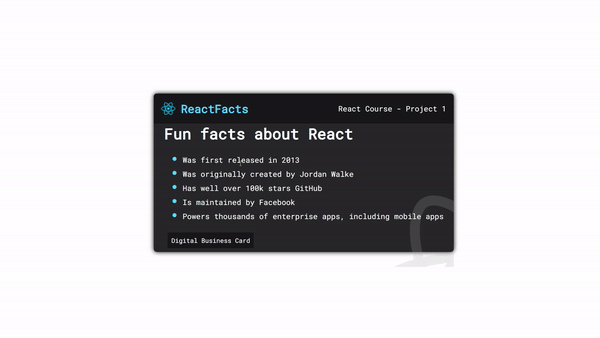 ReactFacts
React Course - Project 1
Fun facts about React
Was first released in 2013
Was originally created by Jordan Walke
Has well over 100k stars GitHub
Is maintained by Facebook
Powers thousands of enterprise apps, including mobile apps
Digital Business Card